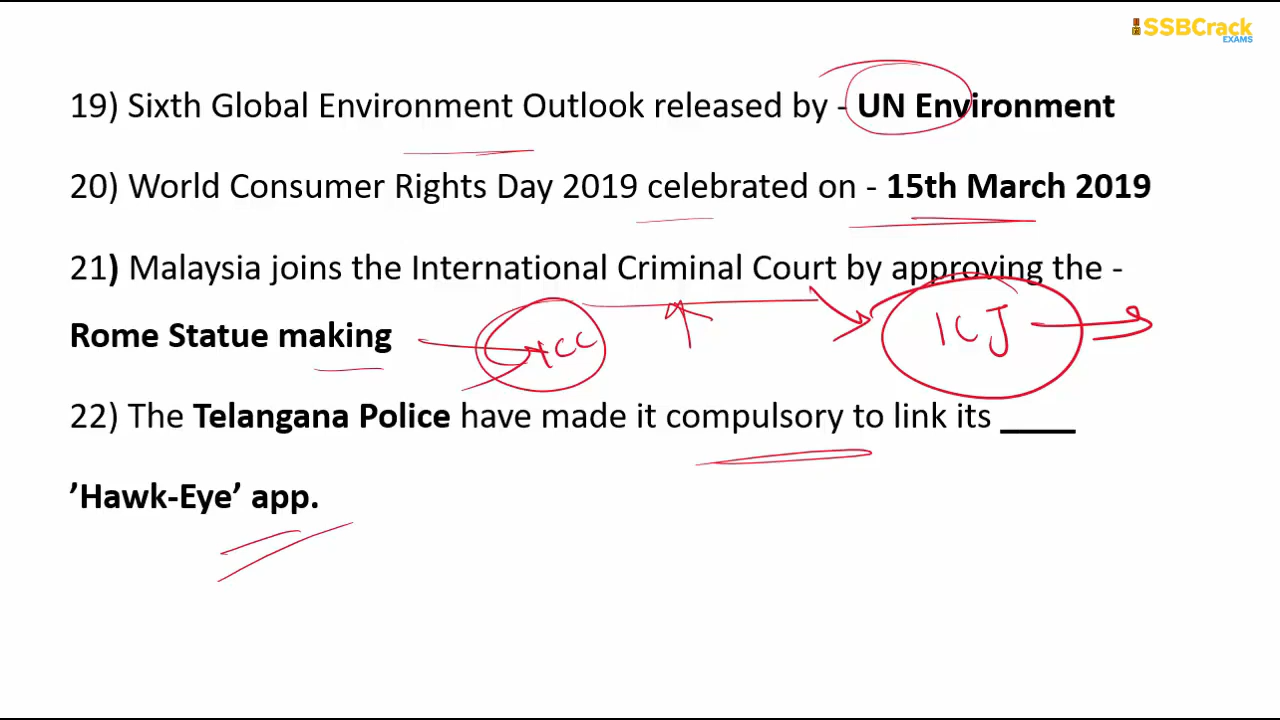 SSBCrack
EXAMS
19) Sixth Global Environment Outlook released by - UN Environment
20) World Consumer Rights Day 2019 celebrated on - 15th March 2019
21) Malaysia joins the International Criminal Court by approving the -
ICJ
Rome Statue making
ICC
22) The Telangana Police have made it compulsory to link its ____
’Hawk-Eye’ app.